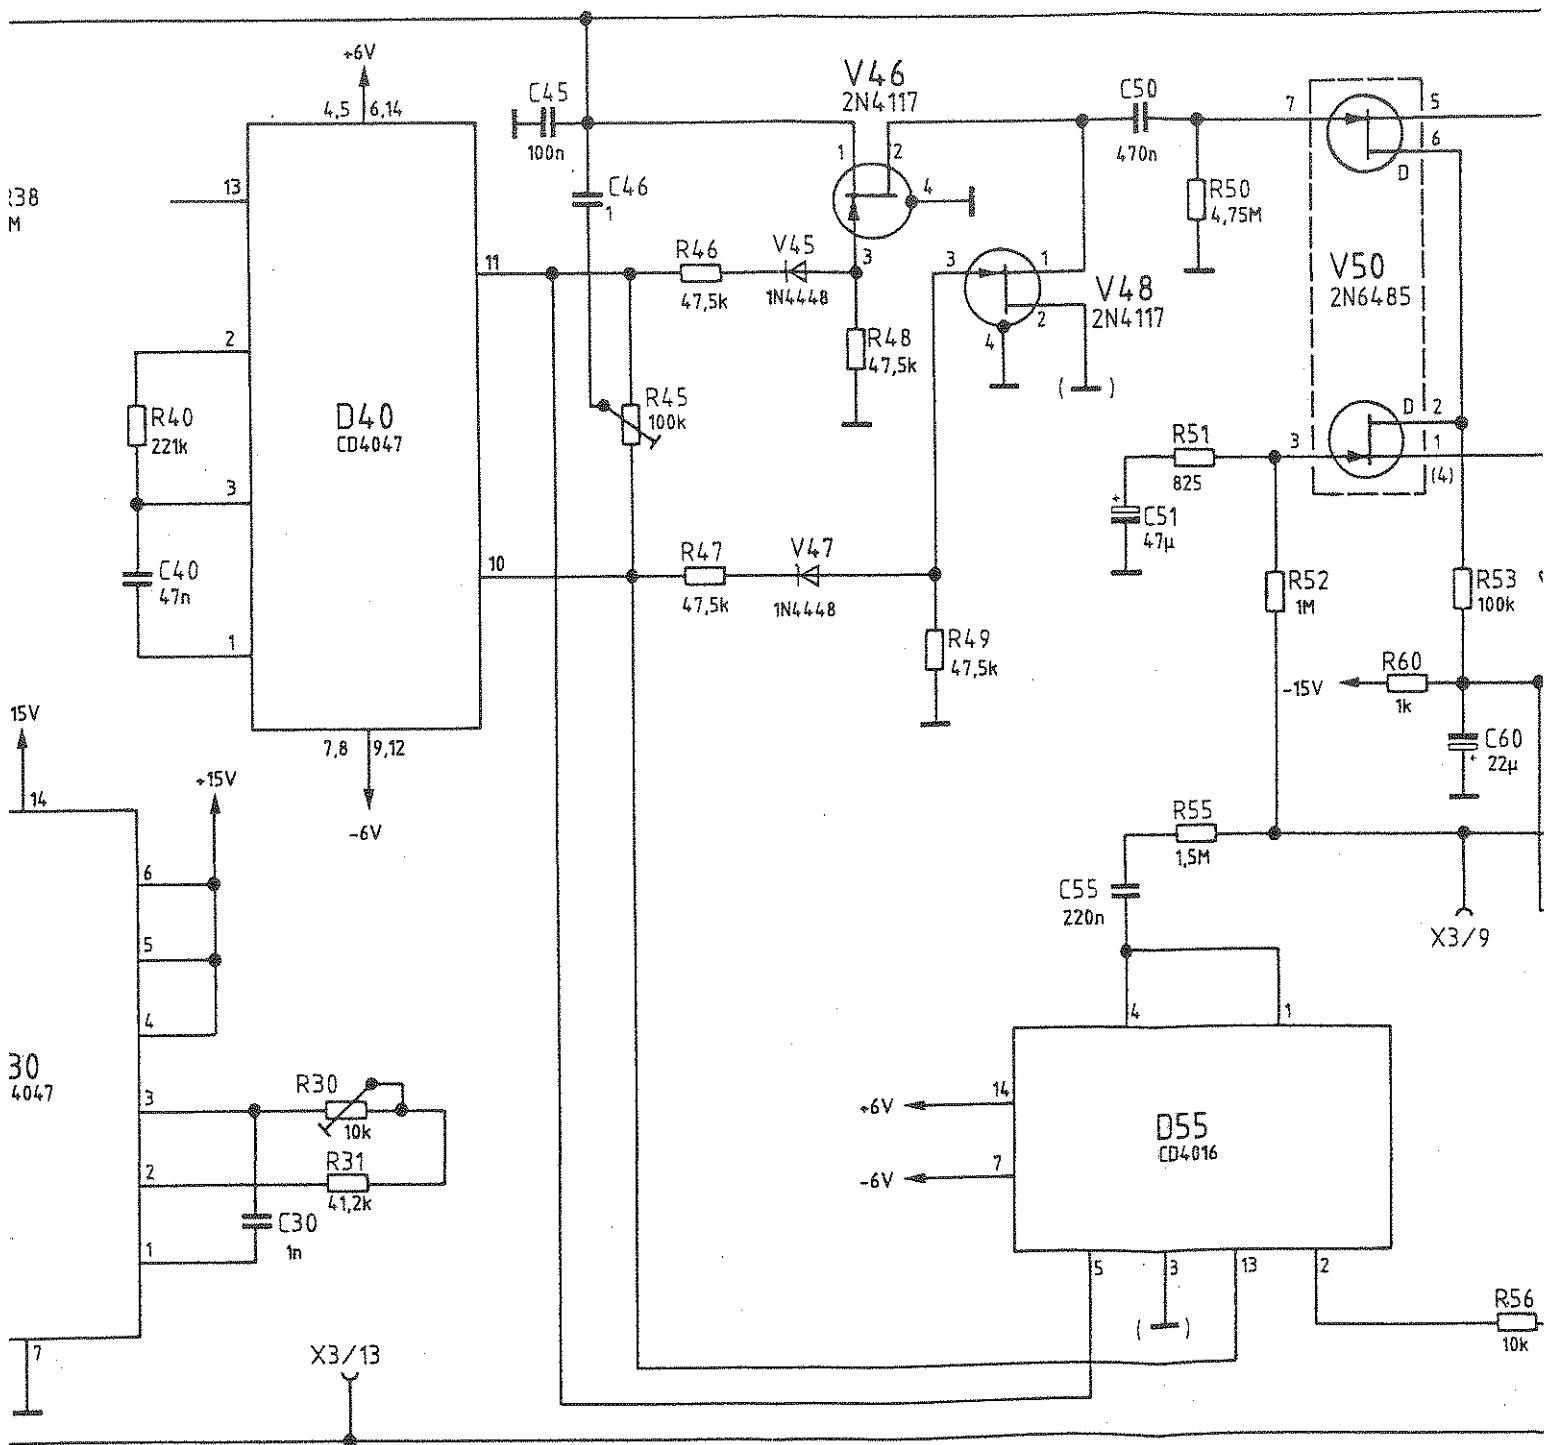 +6V
4,5 6,14
C45
100n
V46
2N4117
C50
470n
7
5
6
D
13
:38
M
C46
1
1
2
4
R50
4,75M
11
R46
47,5k
V45
1N4448
3
3
1
2
4
V48
2N4117
V50
2N6485
2
R48
47,5k
( )
R40
221k
D40
CD4047
R45
100k
D
2
R51
825
3
1
(4)
3
+
C51
47µ
10
R47
47,5k
V47
1N4448
C40
47n
R52
1M
R53
100k
1
R49
47,5k
R60
-15V
1k
15V
7,8 9,12
C60
22µ
+
14
+15V
-6V
R55
1,5M
6
C55
220n
X3/9
5
4
4
1
30
4047
14
+6V
3
R30
10k
D55
CD4016
7
-6V
2
R31
41,2k
C30
1n
1
5
3
13
2
( )
R56
10k
7
X3/13